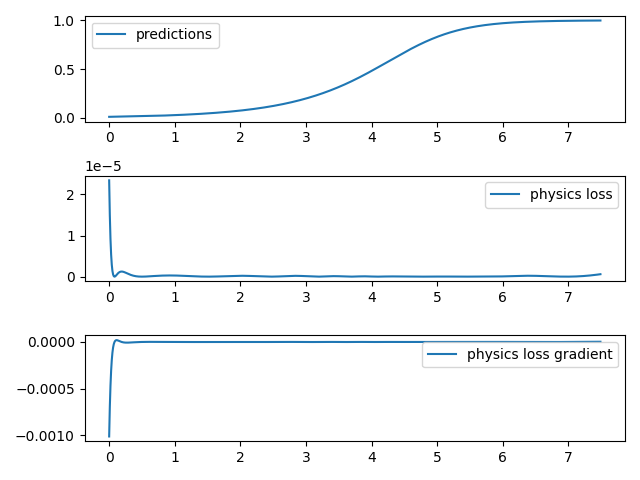 1.0
predictions
0.5
0.0
0 1 2 3 4 5 6 7
1e−5
physics loss
2
1
0
0 1 2 3 4 5 6 7
0.0000
physics loss gradient
−0.0005
−0.0010
0 1 2 3 4 5 6 7